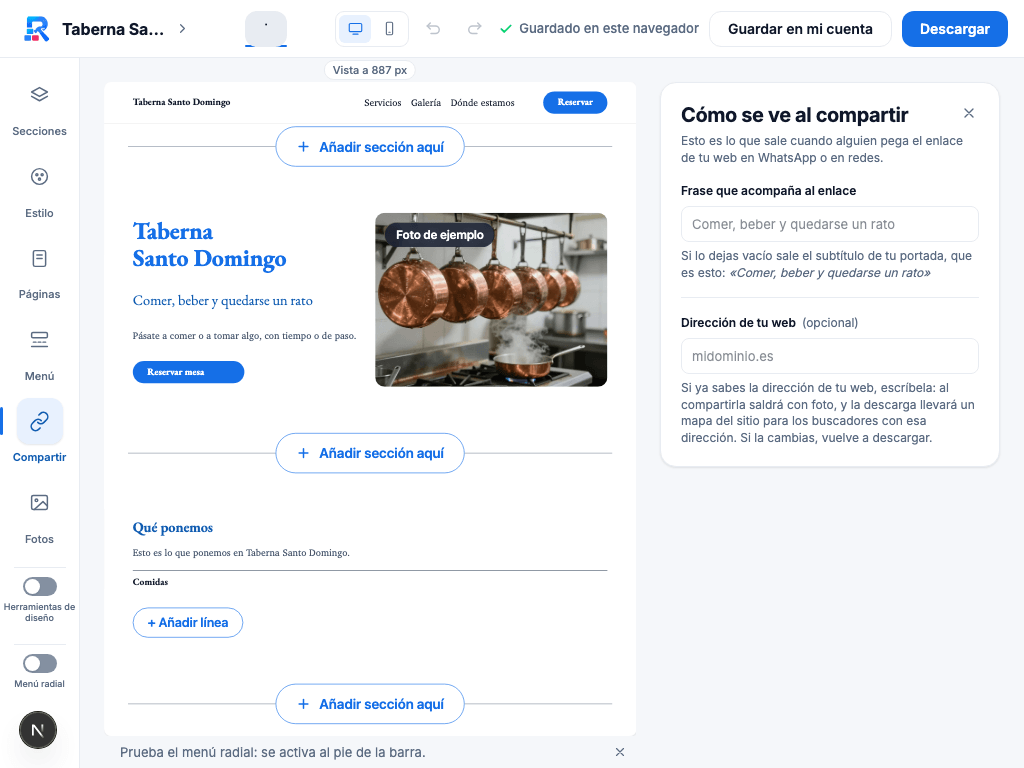 Taberna Sa...
Guardado en este navegador
Guardar en mi cuenta
Descargar
Vista a 887 px
Secciones
Estilo
Páginas
Menú
Compartir
Fotos
Herramientas de
diseño
Menú radial
N
Taberna Santo Domingo
Servicios
Galería
Dónde estamos
Reservar
+ Añadir sección aquí
Taberna
Santo Domingo
Comer, beber y quedarse un rato
Pásate a comer o a tomar algo, con tiempo o de paso.
Reservar mesa
Foto de ejemplo
+ Añadir sección aquí
Qué ponemos
Esto es lo que ponemos en Taberna Santo Domingo.
Comidas
+ Añadir línea
+ Añadir sección aquí
Prueba el menú radial: se activa al pie de la barra.
Cómo se ve al compartir
Esto es lo que sale cuando alguien pega el enlace
de tu web en WhatsApp o en redes.
Frase que acompaña al enlace
Comer, beber y quedarse un rato
Si lo dejas vacío sale el subtítulo de tu portada, que
es esto: «Comer, beber y quedarse un rato»
Dirección de tu web (opcional)
midominio.es
Si ya sabes la dirección de tu web, escríbela: al
compartirla saldrá con foto, y la descarga llevará un
mapa del sitio para los buscadores con esa
dirección. Si la cambias, vuelve a descargar.